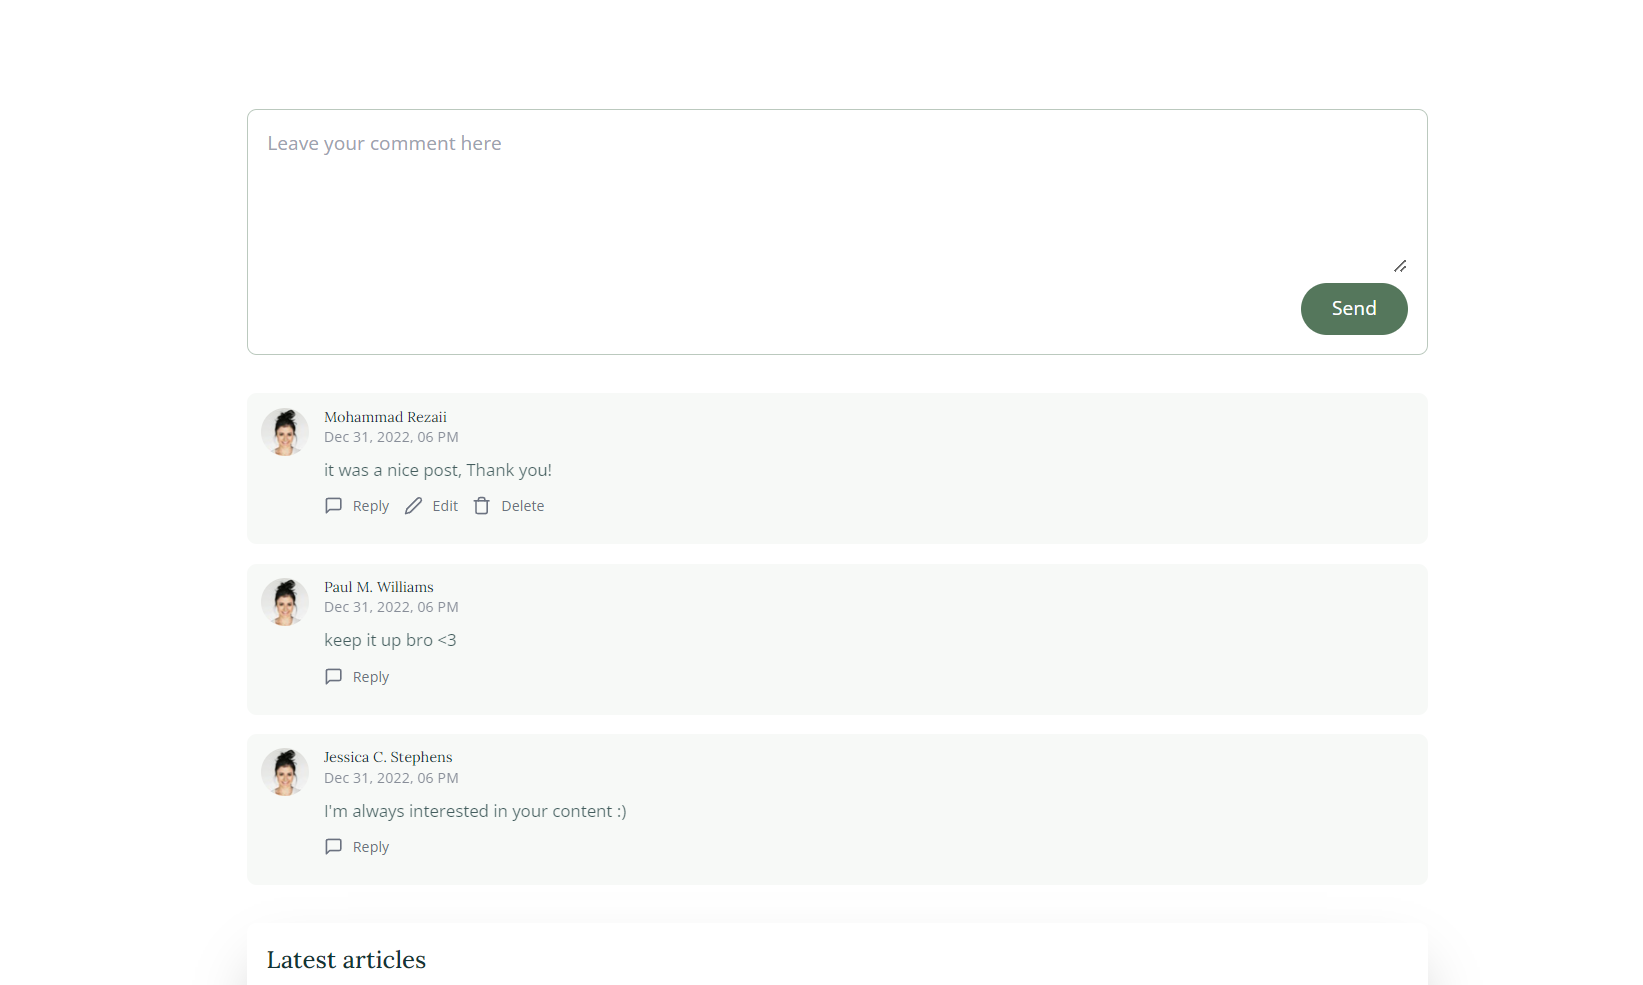 Leave your comment here
Send
Mohammad Rezaii
Dec 31, 2022, 06 PM
it was a nice post, Thank you!
Reply Edit Delete
Paul M. Williams
Dec 31, 2022, 06 PM
keep it up bro <3
Reply
Jessica C. Stephens
Dec 31, 2022, 06 PM
I'm always interested in your content :)
Reply
Latest articles